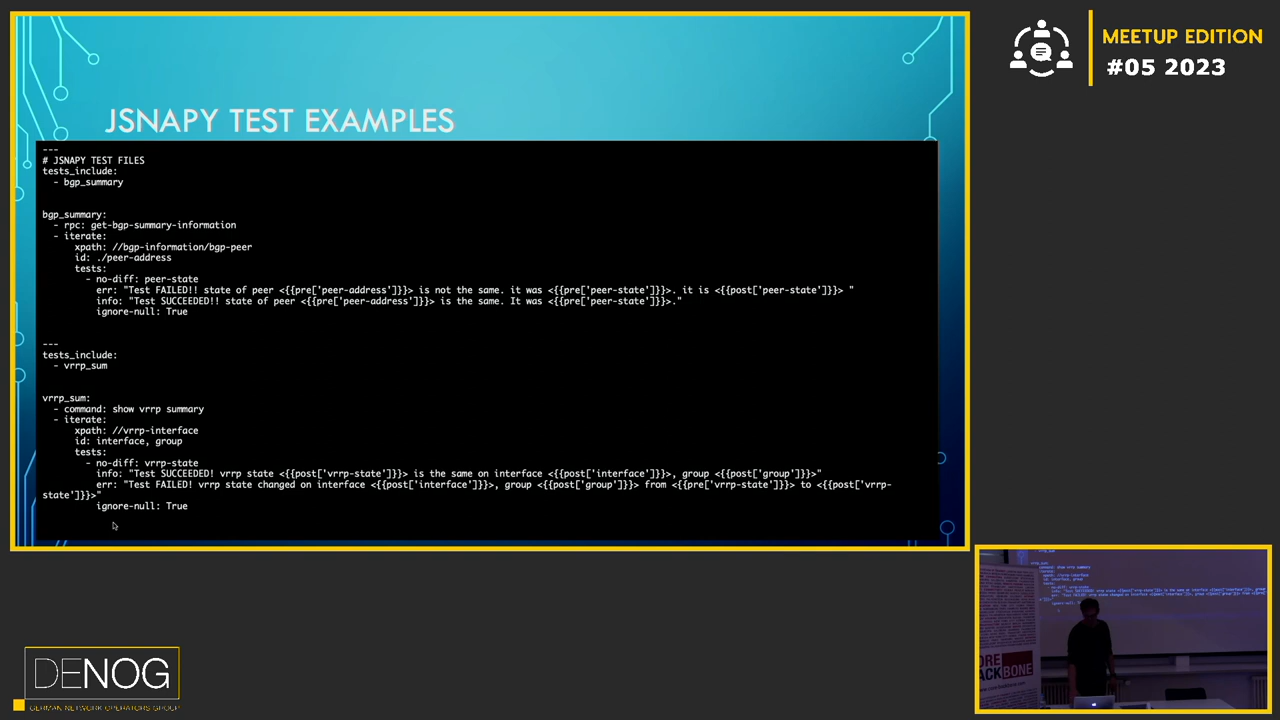 MEETUP EDITION
#05 2023
JSNAPY TEST EXAMPLES
---
# JSNAPY TEST FILES
tests_include:
  - bgp_summary
bgp_summary:
  - rpc: get-bgp-summary-information
  - iterate:
      xpath: //bgp-information/bgp-peer
      id: ./peer-address
      tests:
        - no-diff: peer-state
          err: "Test FAILED!! state of peer <{{pre['peer-address']}}> is not the same. it was <{{pre['peer-state']}}>. it is <{{post['peer-state']}}> "
          info: "Test SUCCEEDED!! state of peer <{{pre['peer-address']}}> is the same. It was <{{pre['peer-state']}}>."
          ignore-null: True
---
tests_include:
  - vrrp_sum
vrrp_sum:
  - command: show vrrp summary
  - iterate:
      xpath: //vrrp-interface
      id: interface, group
      tests:
        - no-diff: vrrp-state
          info: "Test SUCCEEDED! vrrp state <{{post['vrrp-state']}}> is the same on interface <{{post['interface']}}>, group <{{post['group']}}>"
          err: "Test FAILED! vrrp state changed on interface <{{post['interface']}}>, group <{{post['group']}}> from <{{pre['vrrp-state']}}> to <{{post['vrrp-
state']}}>"
          ignore-null: True
DENOG
GERMAN NETWORK OPERATORS GROUP
ORE
ACKBONE